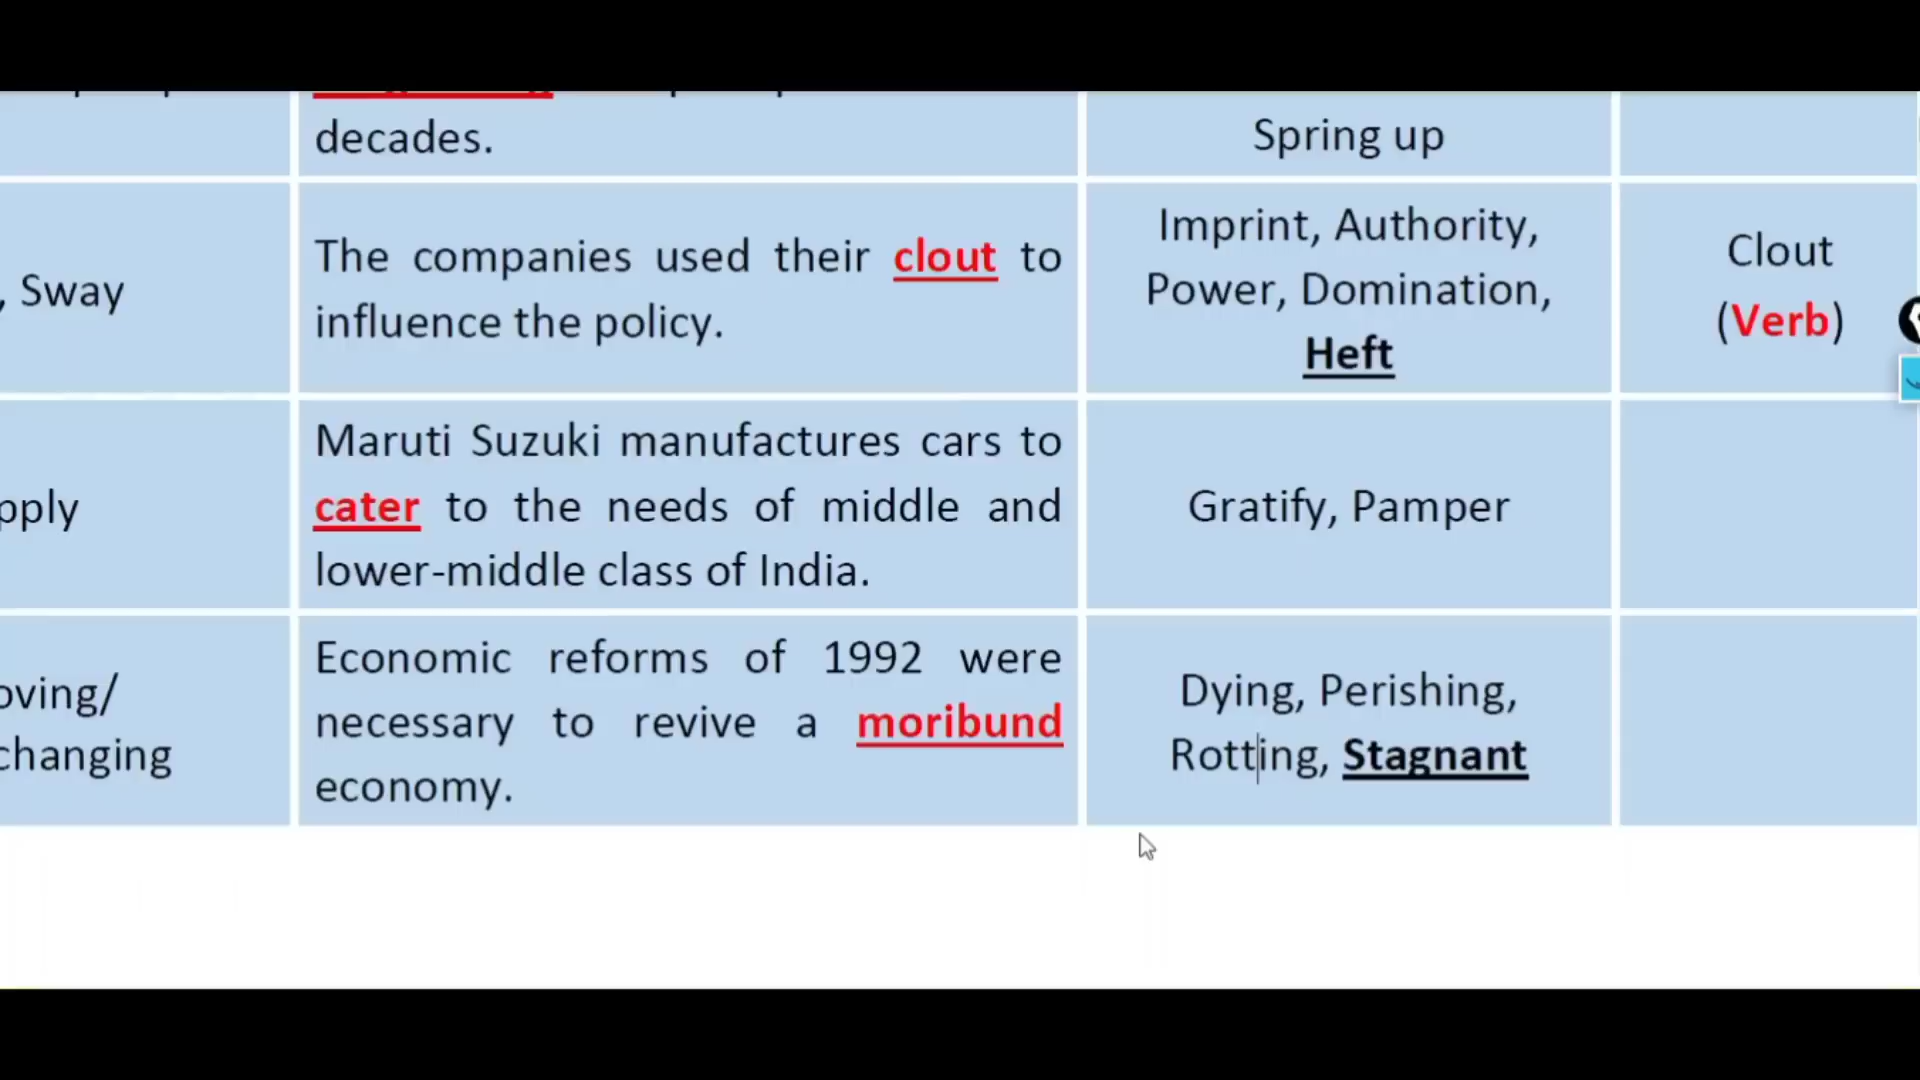 decades.
Spring up
, Sway
The companies used their clout to
influence the policy.
Imprint, Authority,
Power, Domination,
Heft
Clout
(Verb)
pply
Maruti Suzuki manufactures cars to
cater to the needs of middle and
lower-middle class of India.
Gratify, Pamper
oving/
changing
Economic reforms of 1992 were
necessary to revive a moribund
economy.
Dying, Perishing,
Rotting, Stagnant